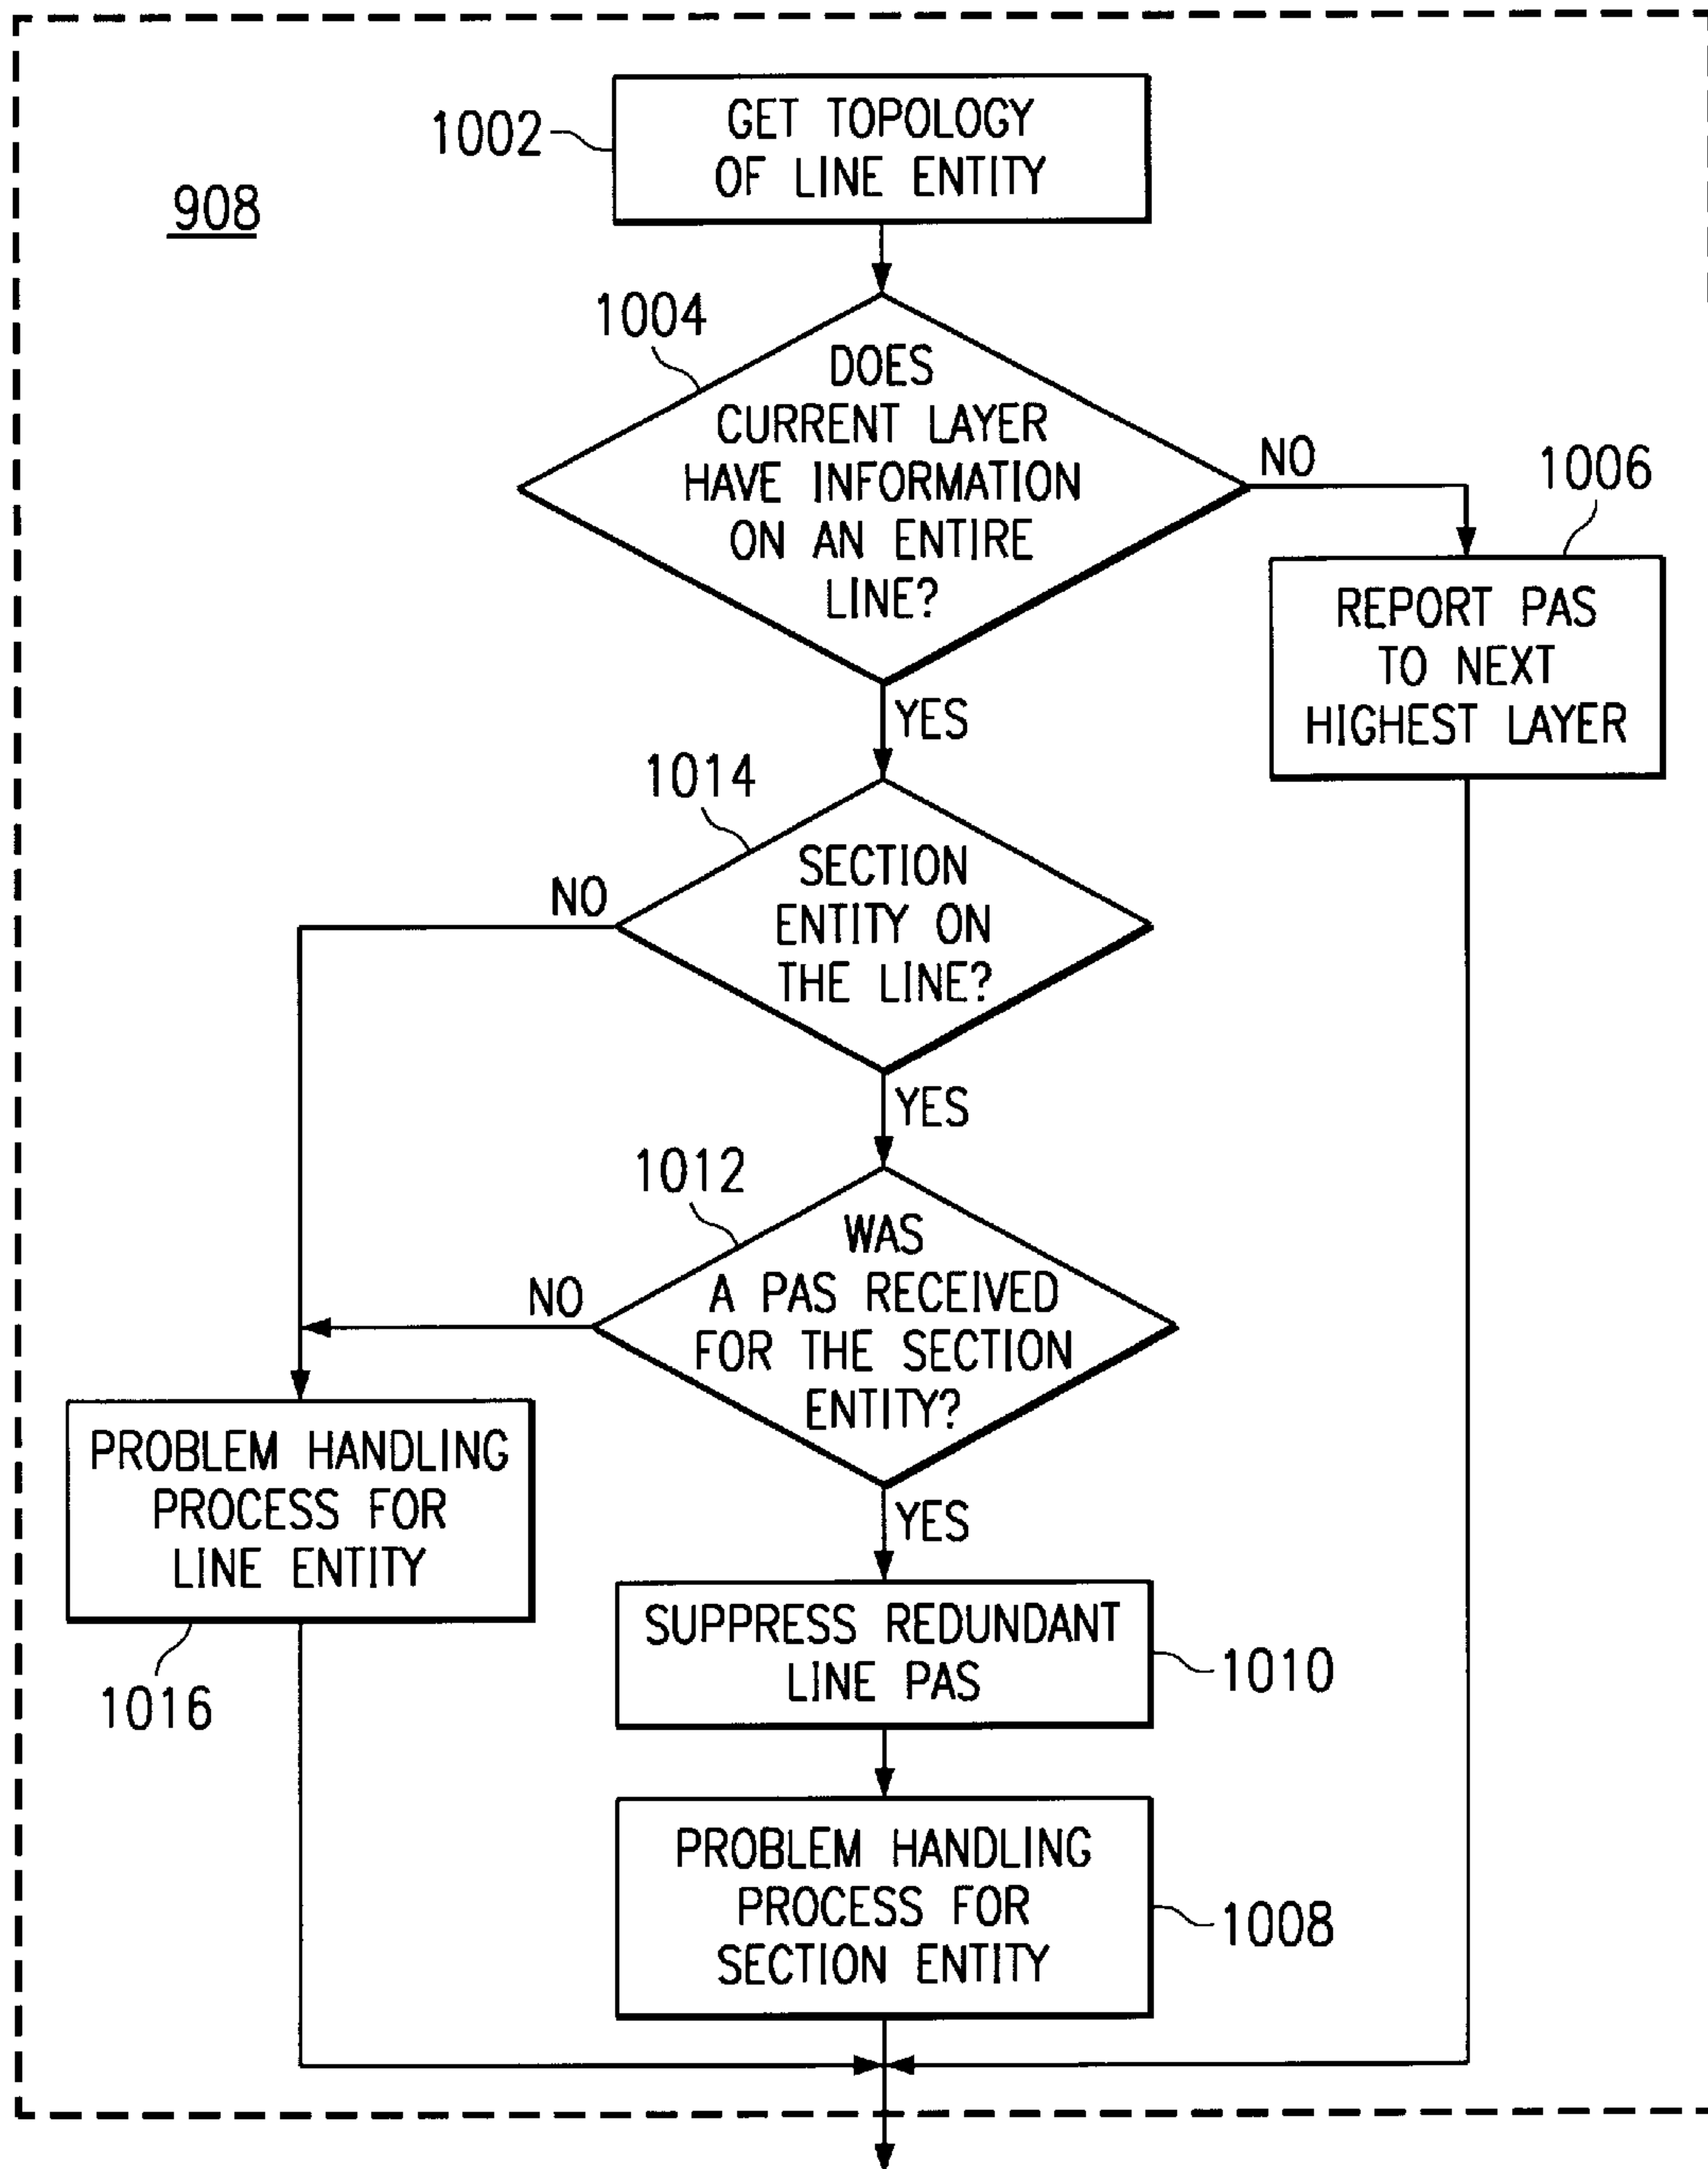 1002
GET TOPOLOGY
OF LINE ENTITY
908
1004
DOES
CURRENT LAYER
HAVE INFORMATION
ON AN ENTIRE
LINE?
NO
1006
REPORT PAS
TO NEXT
HIGHEST LAYER
YES
1014
SECTION
ENTITY ON
THE LINE?
NO
YES
1012
WAS
A PAS RECEIVED
FOR THE SECTION
ENTITY?
NO
PROBLEM HANDLING
PROCESS FOR
LINE ENTITY
1016
YES
SUPPRESS REDUNDANT
LINE PAS
1010
PROBLEM HANDLING
PROCESS FOR
SECTION ENTITY
1008